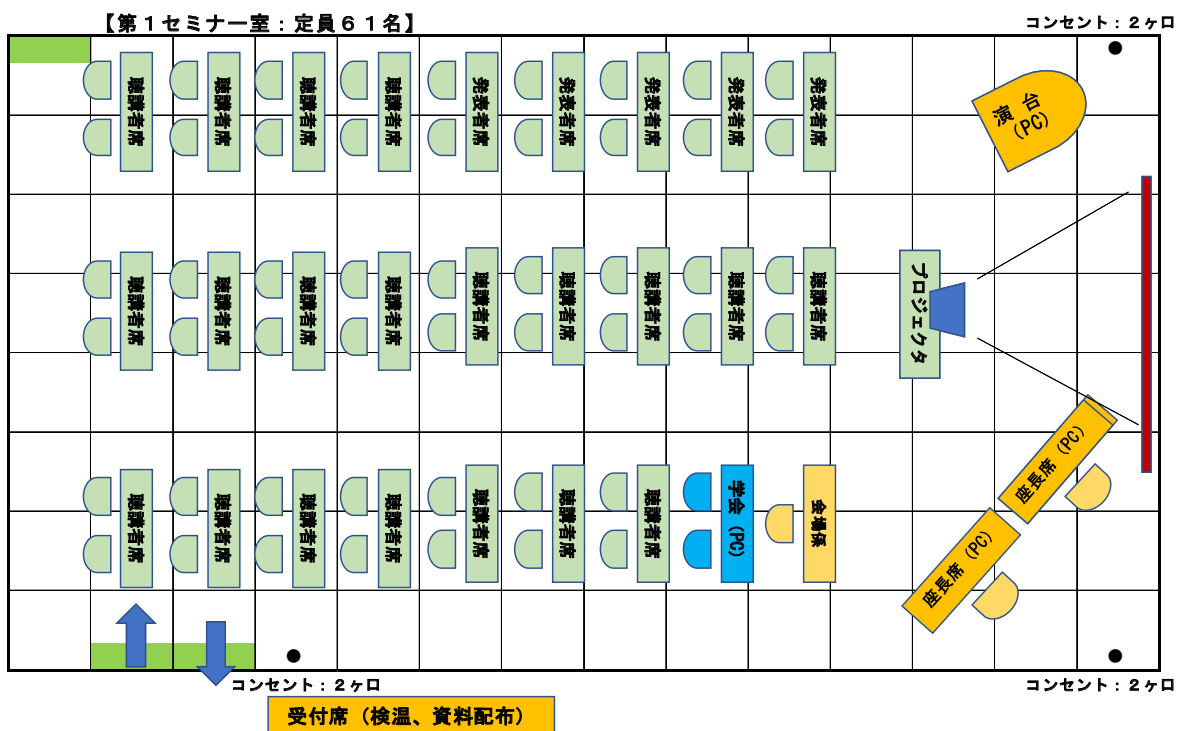 【第１セミナー室：定員６１名】
コンセント：２ヶ口
聴講者席
聴講者席
聴講者席
聴講者席
発表者席
発表者席
発表者席
発表者席
発表者席
演台
(PC)
聴講者席
聴講者席
聴講者席
聴講者席
聴講者席
聴講者席
聴講者席
聴講者席
聴講者席
プロジェクタ
聴講者席
聴講者席
聴講者席
聴講者席
聴講者席
聴講者席
聴講者席
学会（PC）
会場係
座長席（PC）
座長席（PC）
コンセント：２ヶ口
コンセント：２ヶ口
受付席（検温、資料配布）